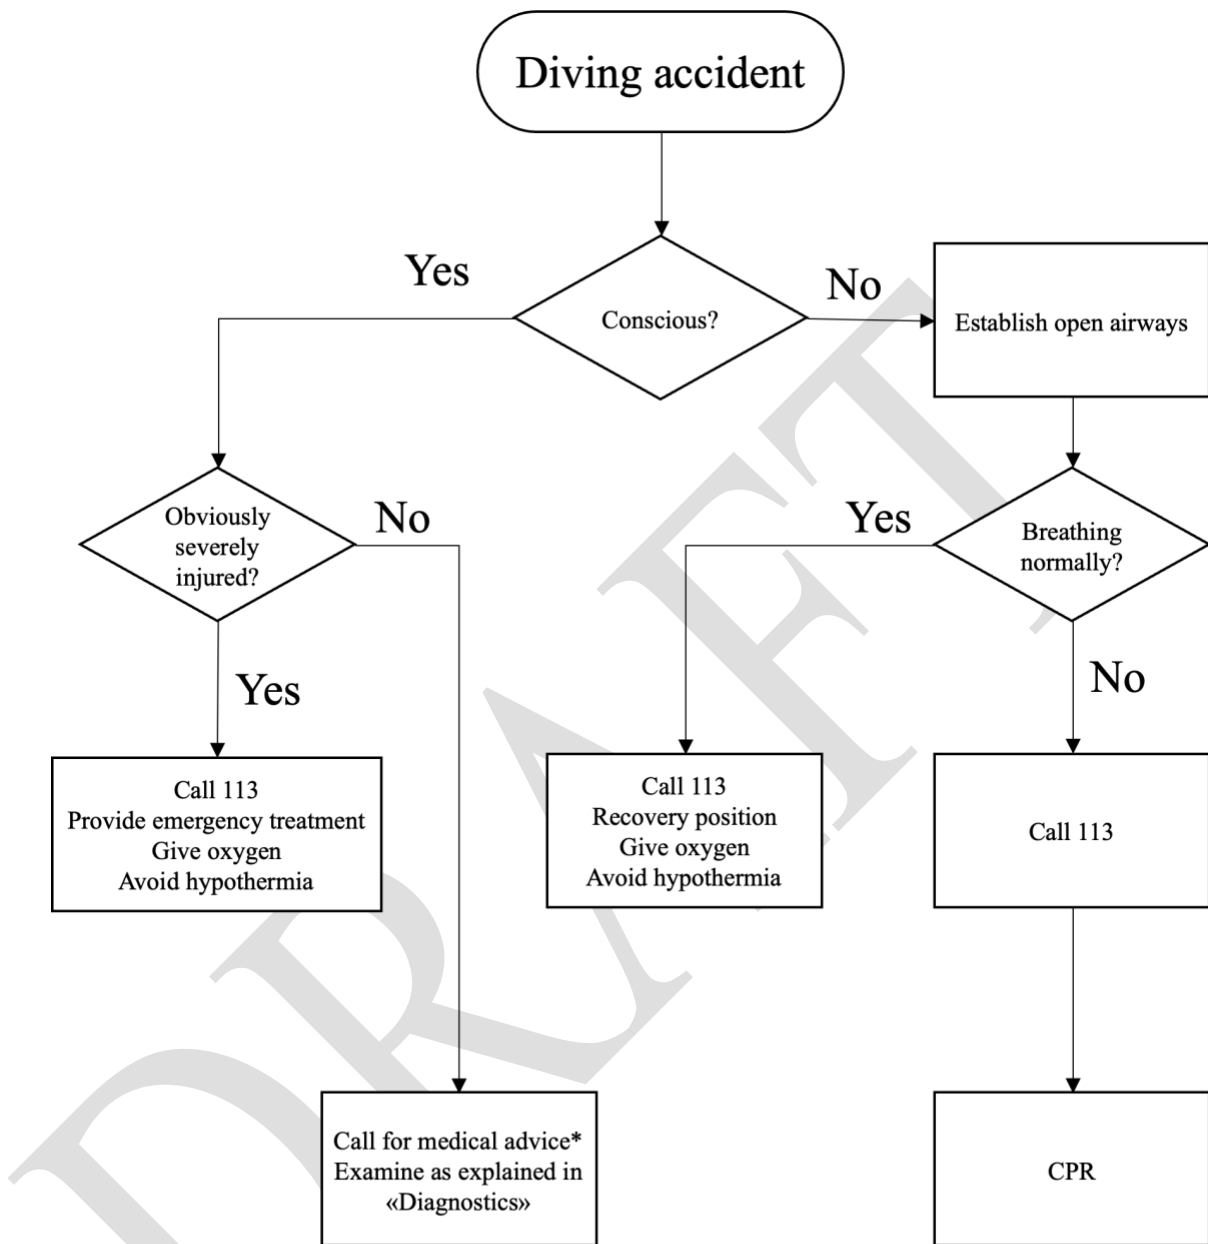 Diving accident
Yes
No
Conscious?
Establish open airways
Obviously
severely
injured?
No
Yes
Breathing
normally?
Yes
No
Call 113
Provide emergency treatment
Give oxygen
Avoid hypothermia
Call 113
Recovery position
Give oxygen
Avoid hypothermia
Call 113
Call for medical advice*
Examine as explained in
«Diagnostics»
CPR
DRAFT